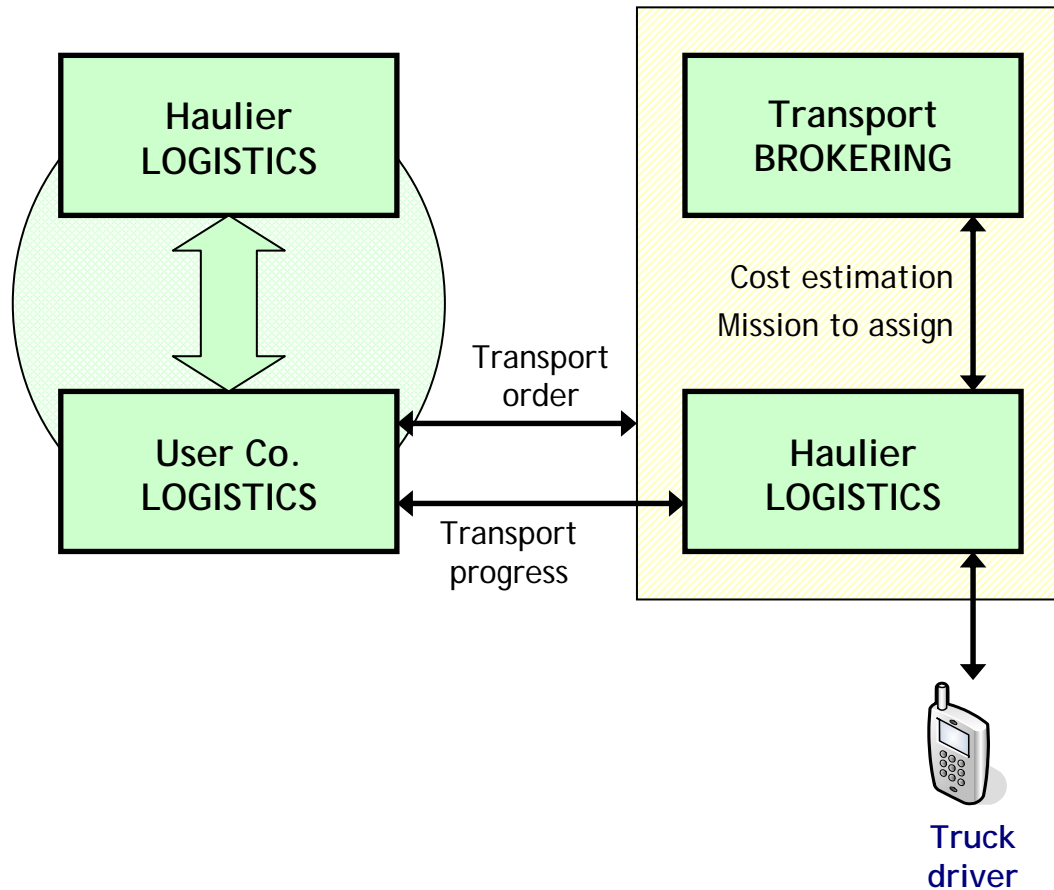 Haulier
LOGISTICS
Transport
BROKERING
Cost estimation
Mission to assign
Transport
order
User Co.
LOGISTICS
Haulier
LOGISTICS
Transport
progress
Truck
driver